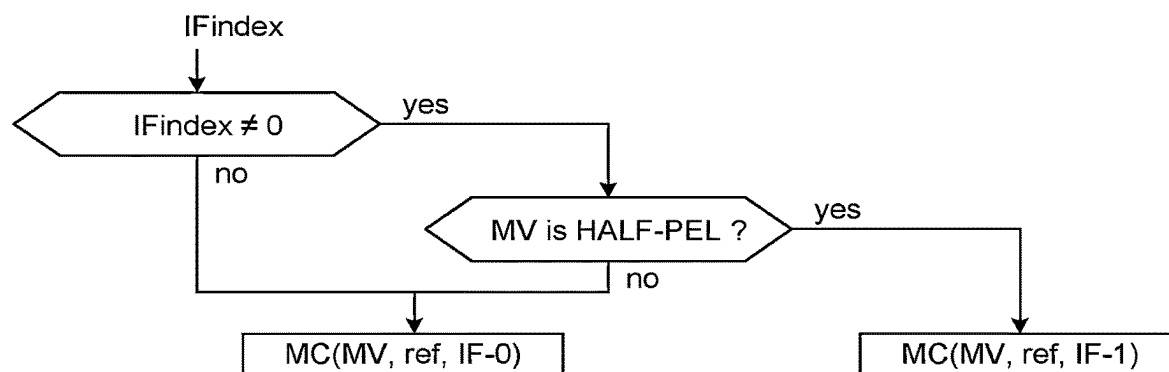 IFindex
IFindex ≠ 0
yes
no
MV is HALF-PEL ?
yes
no
MC(MV, ref, IF-0)
MC(MV, ref, IF-1)